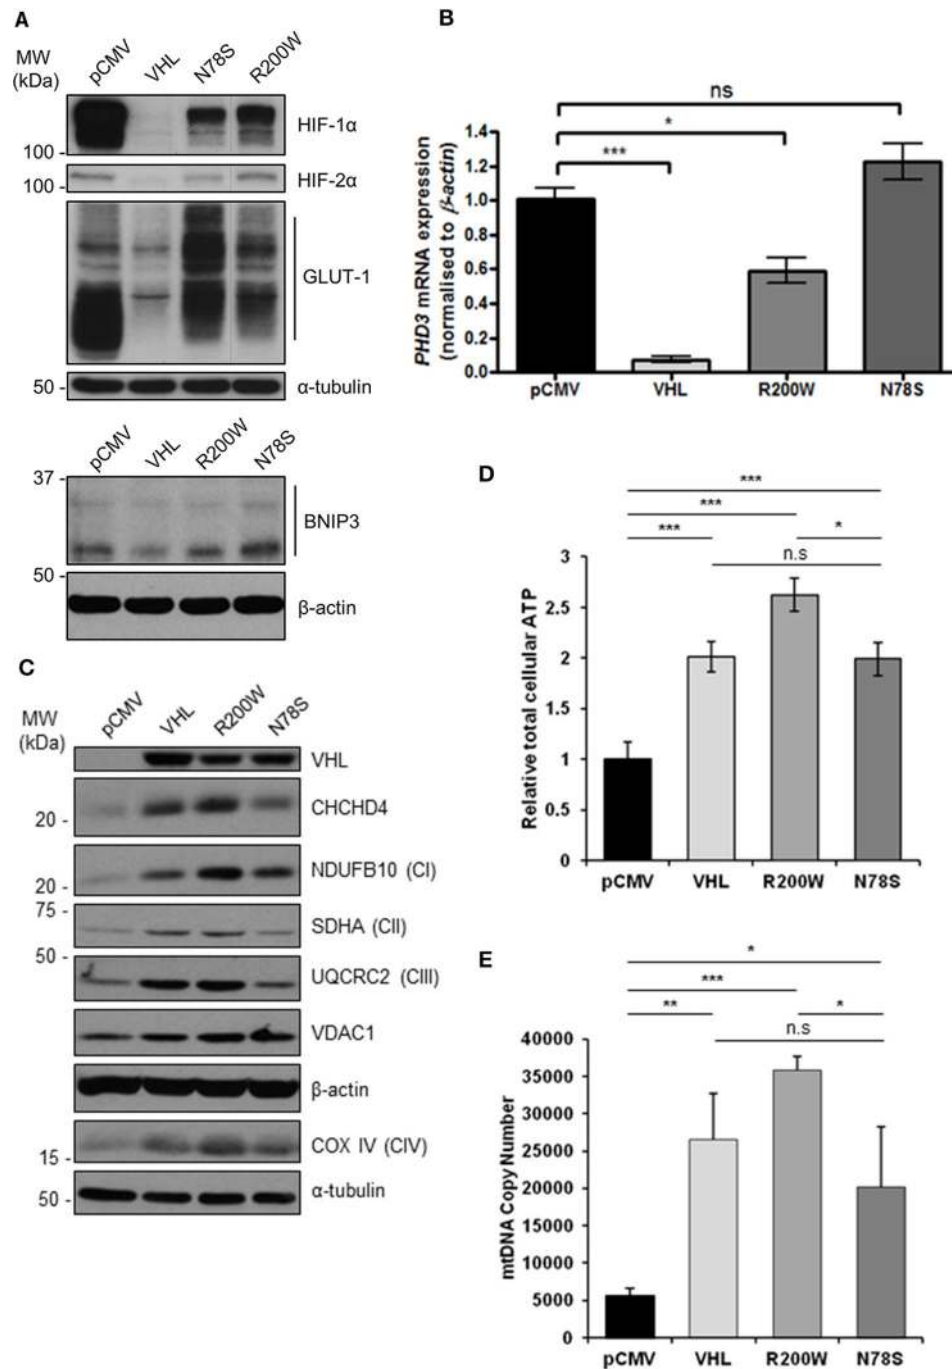 A
MW
(kDa)
pCMV
VHL
N78S
R200W
HIF-1α
100 -
HIF-2α
100 -
GLUT-1
50 -
α-tubulin
pCMV
VHL
R200W
N78S
37 -
BNIP3
50 -
β-actin
B
ns
*
***
PHD3 mRNA expression
(normalised to β-actin)
1.4
1.2
1.0
0.8
0.6
0.4
0.2
0.0
pCMV
VHL
R200W
N78S
C
MW
(kDa)
pCMV
VHL
R200W
N78S
VHL
CHCHD4
20 -
NDUFB10 (CI)
20 -
75 -
SDHA (CII)
50 -
UQCRC2 (CIII)
VDAC1
β-actin
COX IV (CIV)
15 -
α-tubulin
50 -
D
***
***
***
*
n.s
Relative total cellular ATP
3
2.5
2
1.5
1
0.5
0
pCMV
VHL
R200W
N78S
E
*
***
**
*
n.s
mtDNA Copy Number
40000
35000
30000
25000
20000
15000
10000
5000
0
pCMV
VHL
R200W
N78S